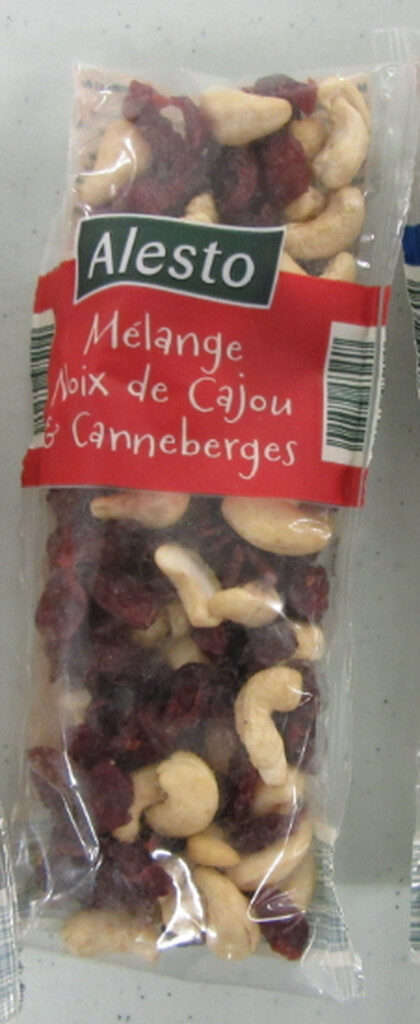 Alesto
Mélange
Noix de Cajou
& Canneberges